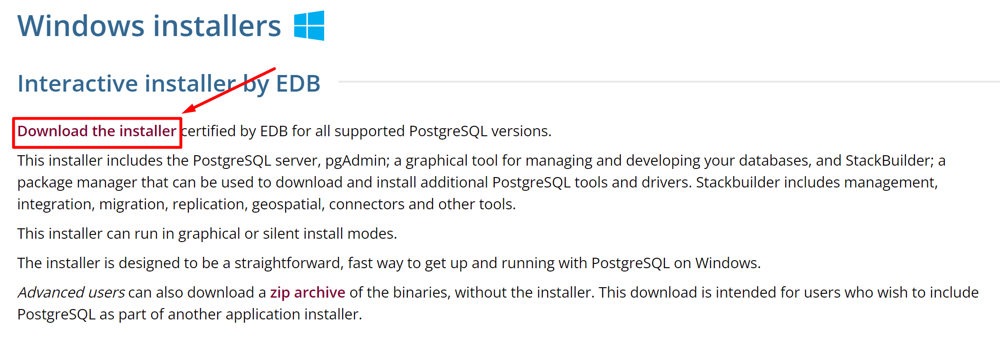 Windows installers
Interactive installer by EDB
Download the installer certified by EDB for all supported PostgreSQL versions.
This installer includes the PostgreSQL server, pgAdmin; a graphical tool for managing and developing your databases, and StackBuilder; a
package manager that can be used to download and install additional PostgreSQL tools and drivers. Stackbuilder includes management,
integration, migration, replication, geospatial, connectors and other tools.
This installer can run in graphical or silent install modes.
The installer is designed to be a straightforward, fast way to get up and running with PostgreSQL on Windows.
Advanced users can also download a zip archive of the binaries, without the installer. This download is intended for users who wish to include
PostgreSQL as part of another application installer.